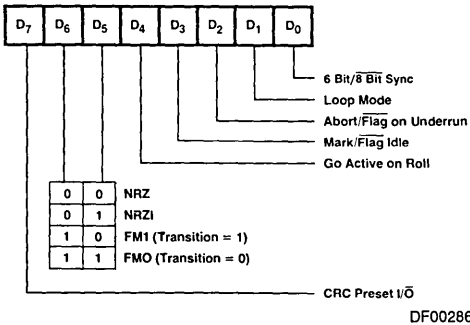 D7 D6 D5 D4 D3 D2 D1 D0
6 Bit/8 Bit Sync
Loop Mode
Abort/Flag on Underrun
Mark/Flag Idle
Go Active on Roll
0 0 NRZ
0 1 NRZI
1 0 FM1 (Transition = 1)
1 1 FMO (Transition = 0)
CRC Preset I/O
DF00286